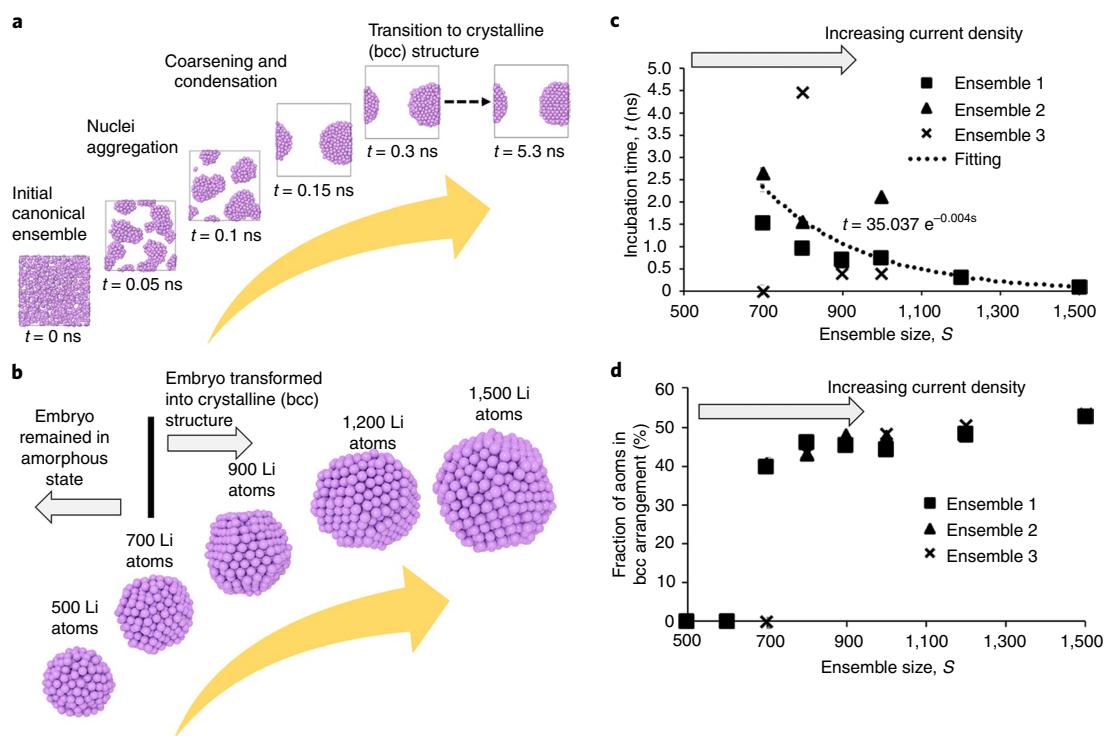 a
Initial
canonical
ensemble
t = 0 ns
t = 0.05 ns
Nuclei
aggregation
t = 0.1 ns
Coarsening and
condensation
t = 0.15 ns
Transition to crystalline
(bcc) structure
t = 0.3 ns
t = 5.3 ns
b
Embryo
remained in
amorphous
state
Embryo transformed
into crystalline (bcc)
structure
500 Li
atoms
700 Li
atoms
900 Li
atoms
1,200 Li
atoms
1,500 Li
atoms
c
Increasing current density
Incubation time, t (ns)
5.0
4.5
4.0
3.5
3.0
2.5
2.0
1.5
1.0
0.5
0
Ensemble 1
Ensemble 2
Ensemble 3
Fitting
t = 35.037 e–0.004s
500
700
900
1,100
1,300
1,500
Ensemble size, S
d
Increasing current density
Fraction of aoms in
bcc arrangement (%)
60
50
40
30
20
10
0
Ensemble 1
Ensemble 2
Ensemble 3
500
700
900
1,100
1,300
1,500
Ensemble size, S